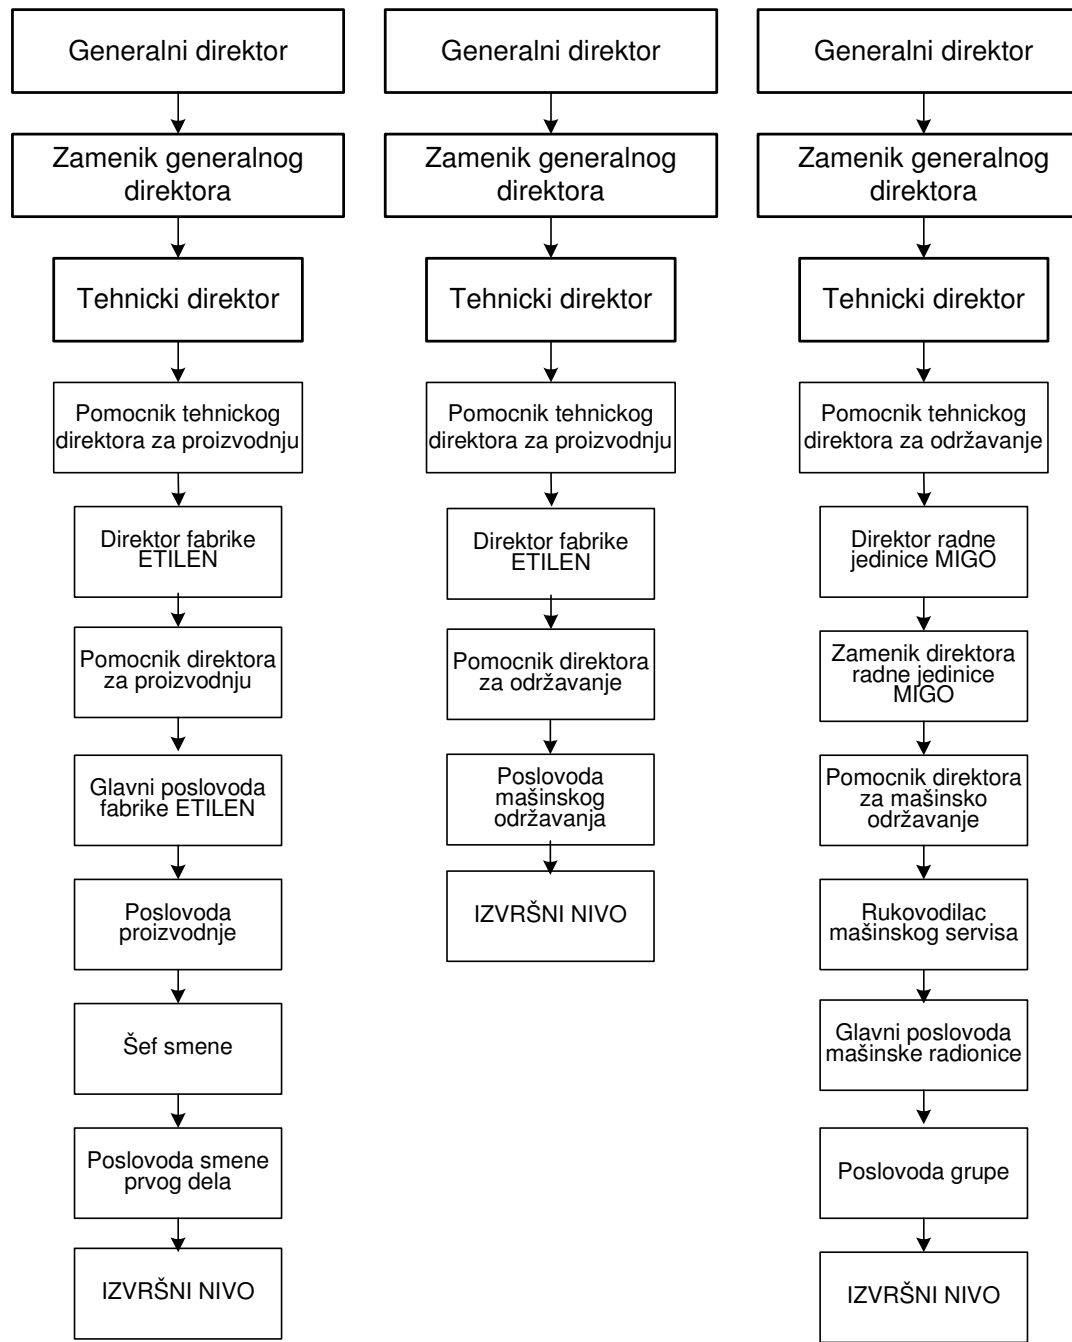 Generalni direktor
Zamenik generalnog
direktora
Tehnicki direktor
Pomocnik tehnickog
direktora za proizvodnju
Direktor fabrike
ETILEN
Pomocnik direktora
za proizvodnju
Glavni poslovoda
fabrike ETILEN
Poslovoda
proizvodnje
Šef smene
Poslovoda smene
prvog dela
IZVRŠNI NIVO
Generalni direktor
Zamenik generalnog
direktora
Tehnicki direktor
Pomocnik tehnickog
direktora za proizvodnju
Direktor fabrike
ETILEN
Pomocnik direktora
za održavanje
Poslovoda
mašinskog
održavanja
IZVRŠNI NIVO
Generalni direktor
Zamenik generalnog
direktora
Tehnicki direktor
Pomocnik tehnickog
direktora za održavanje
Direktor radne
jedinice MIGO
Zamenik direktora
radne jedinice
MIGO
Pomocnik direktora
za mašinsko
održavanje
Rukovodilac
mašinskog servisa
Glavni poslovoda
mašinske radionice
Poslovoda grupe
IZVRŠNI NIVO